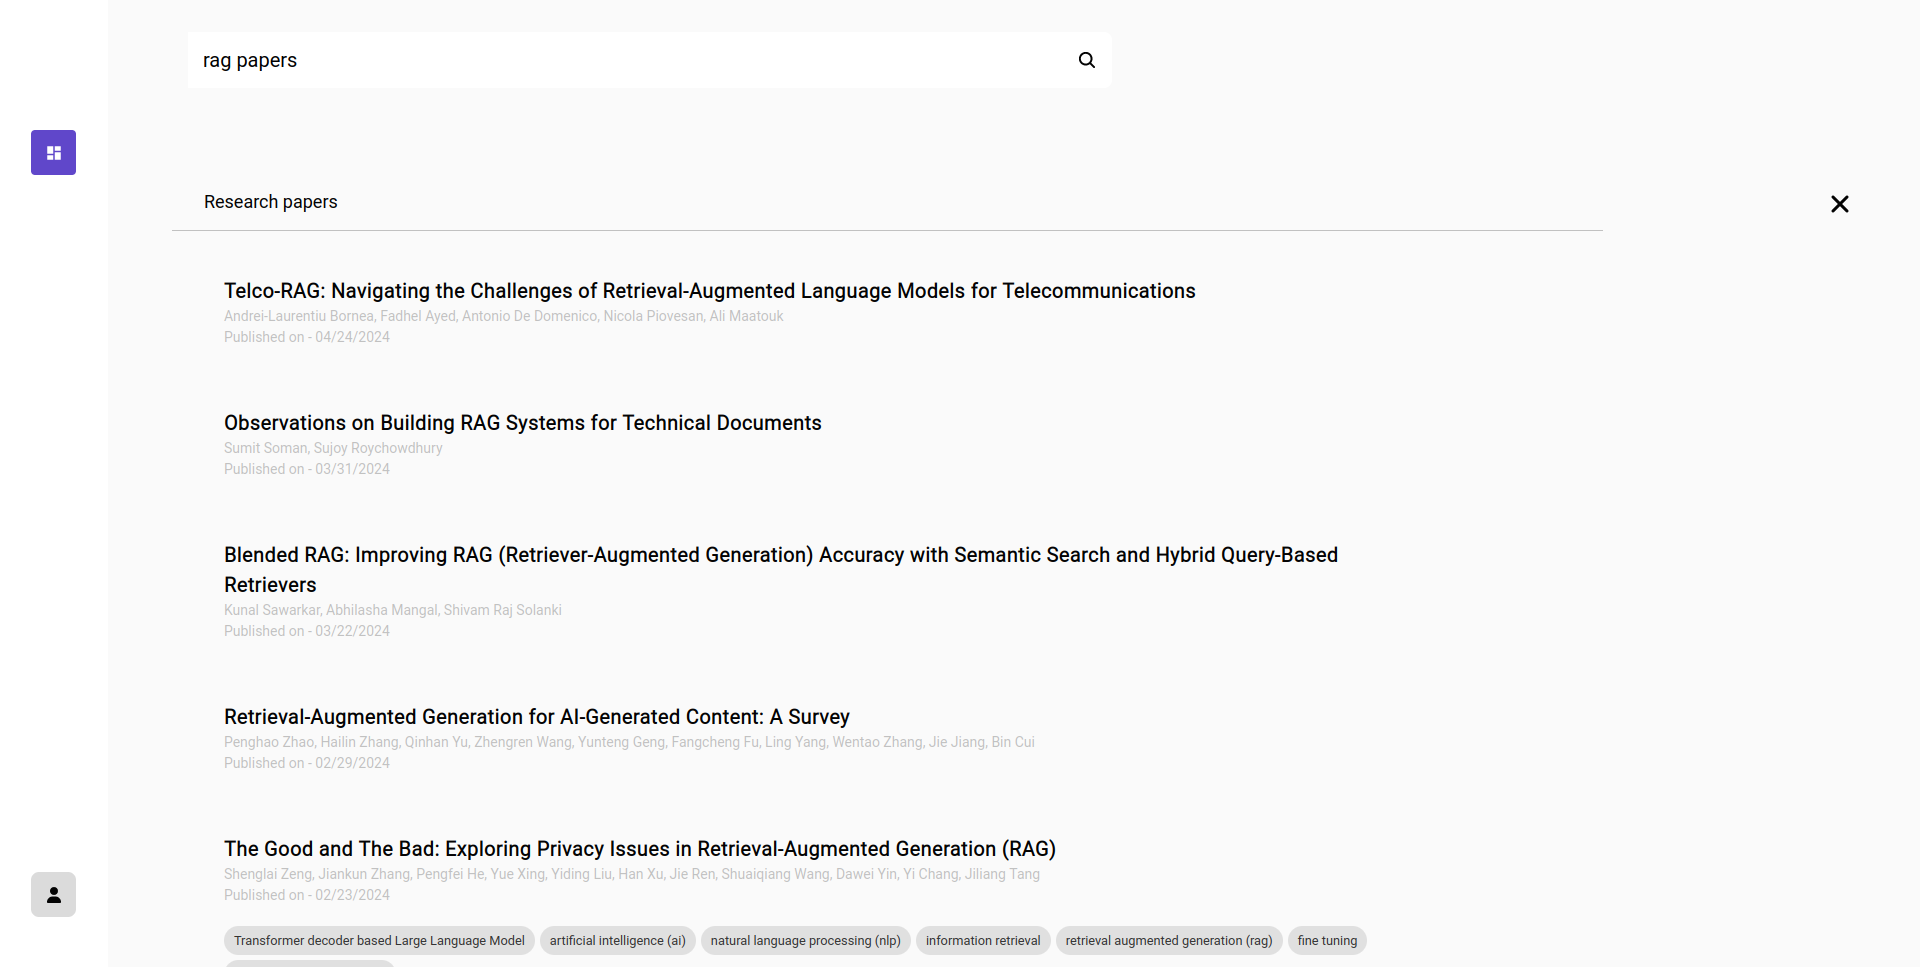 rag papers
Research papers
Telco-RAG: Navigating the Challenges of Retrieval-Augmented Language Models for Telecommunications
Andrei-Laurentiu Bornea, Fadhel Ayed, Antonio De Domenico, Nicola Piovesan, Ali Maatouk
Published on - 04/24/2024
Observations on Building RAG Systems for Technical Documents
Sumit Soman, Sujoy Roychowdhury
Published on - 03/31/2024
Blended RAG: Improving RAG (Retriever-Augmented Generation) Accuracy with Semantic Search and Hybrid Query-Based
Retrievers
Kunal Sawarkar, Abhilasha Mangal, Shivam Raj Solanki
Published on - 03/22/2024
Retrieval-Augmented Generation for AI-Generated Content: A Survey
Penghao Zhao, Hailin Zhang, Qinhan Yu, Zhengren Wang, Yunteng Geng, Fangcheng Fu, Ling Yang, Wentao Zhang, Jie Jiang, Bin Cui
Published on - 02/29/2024
The Good and The Bad: Exploring Privacy Issues in Retrieval-Augmented Generation (RAG)
Shenglai Zeng, Jiankun Zhang, Pengfei He, Yue Xing, Yiding Liu, Han Xu, Jie Ren, Shuaiqiang Wang, Dawei Yin, Yi Chang, Jiliang Tang
Published on - 02/23/2024
Transformer decoder based Large Language Model artificial intelligence (ai) natural language processing (nlp) information retrieval retrieval augmented generation (rag) fine tuning